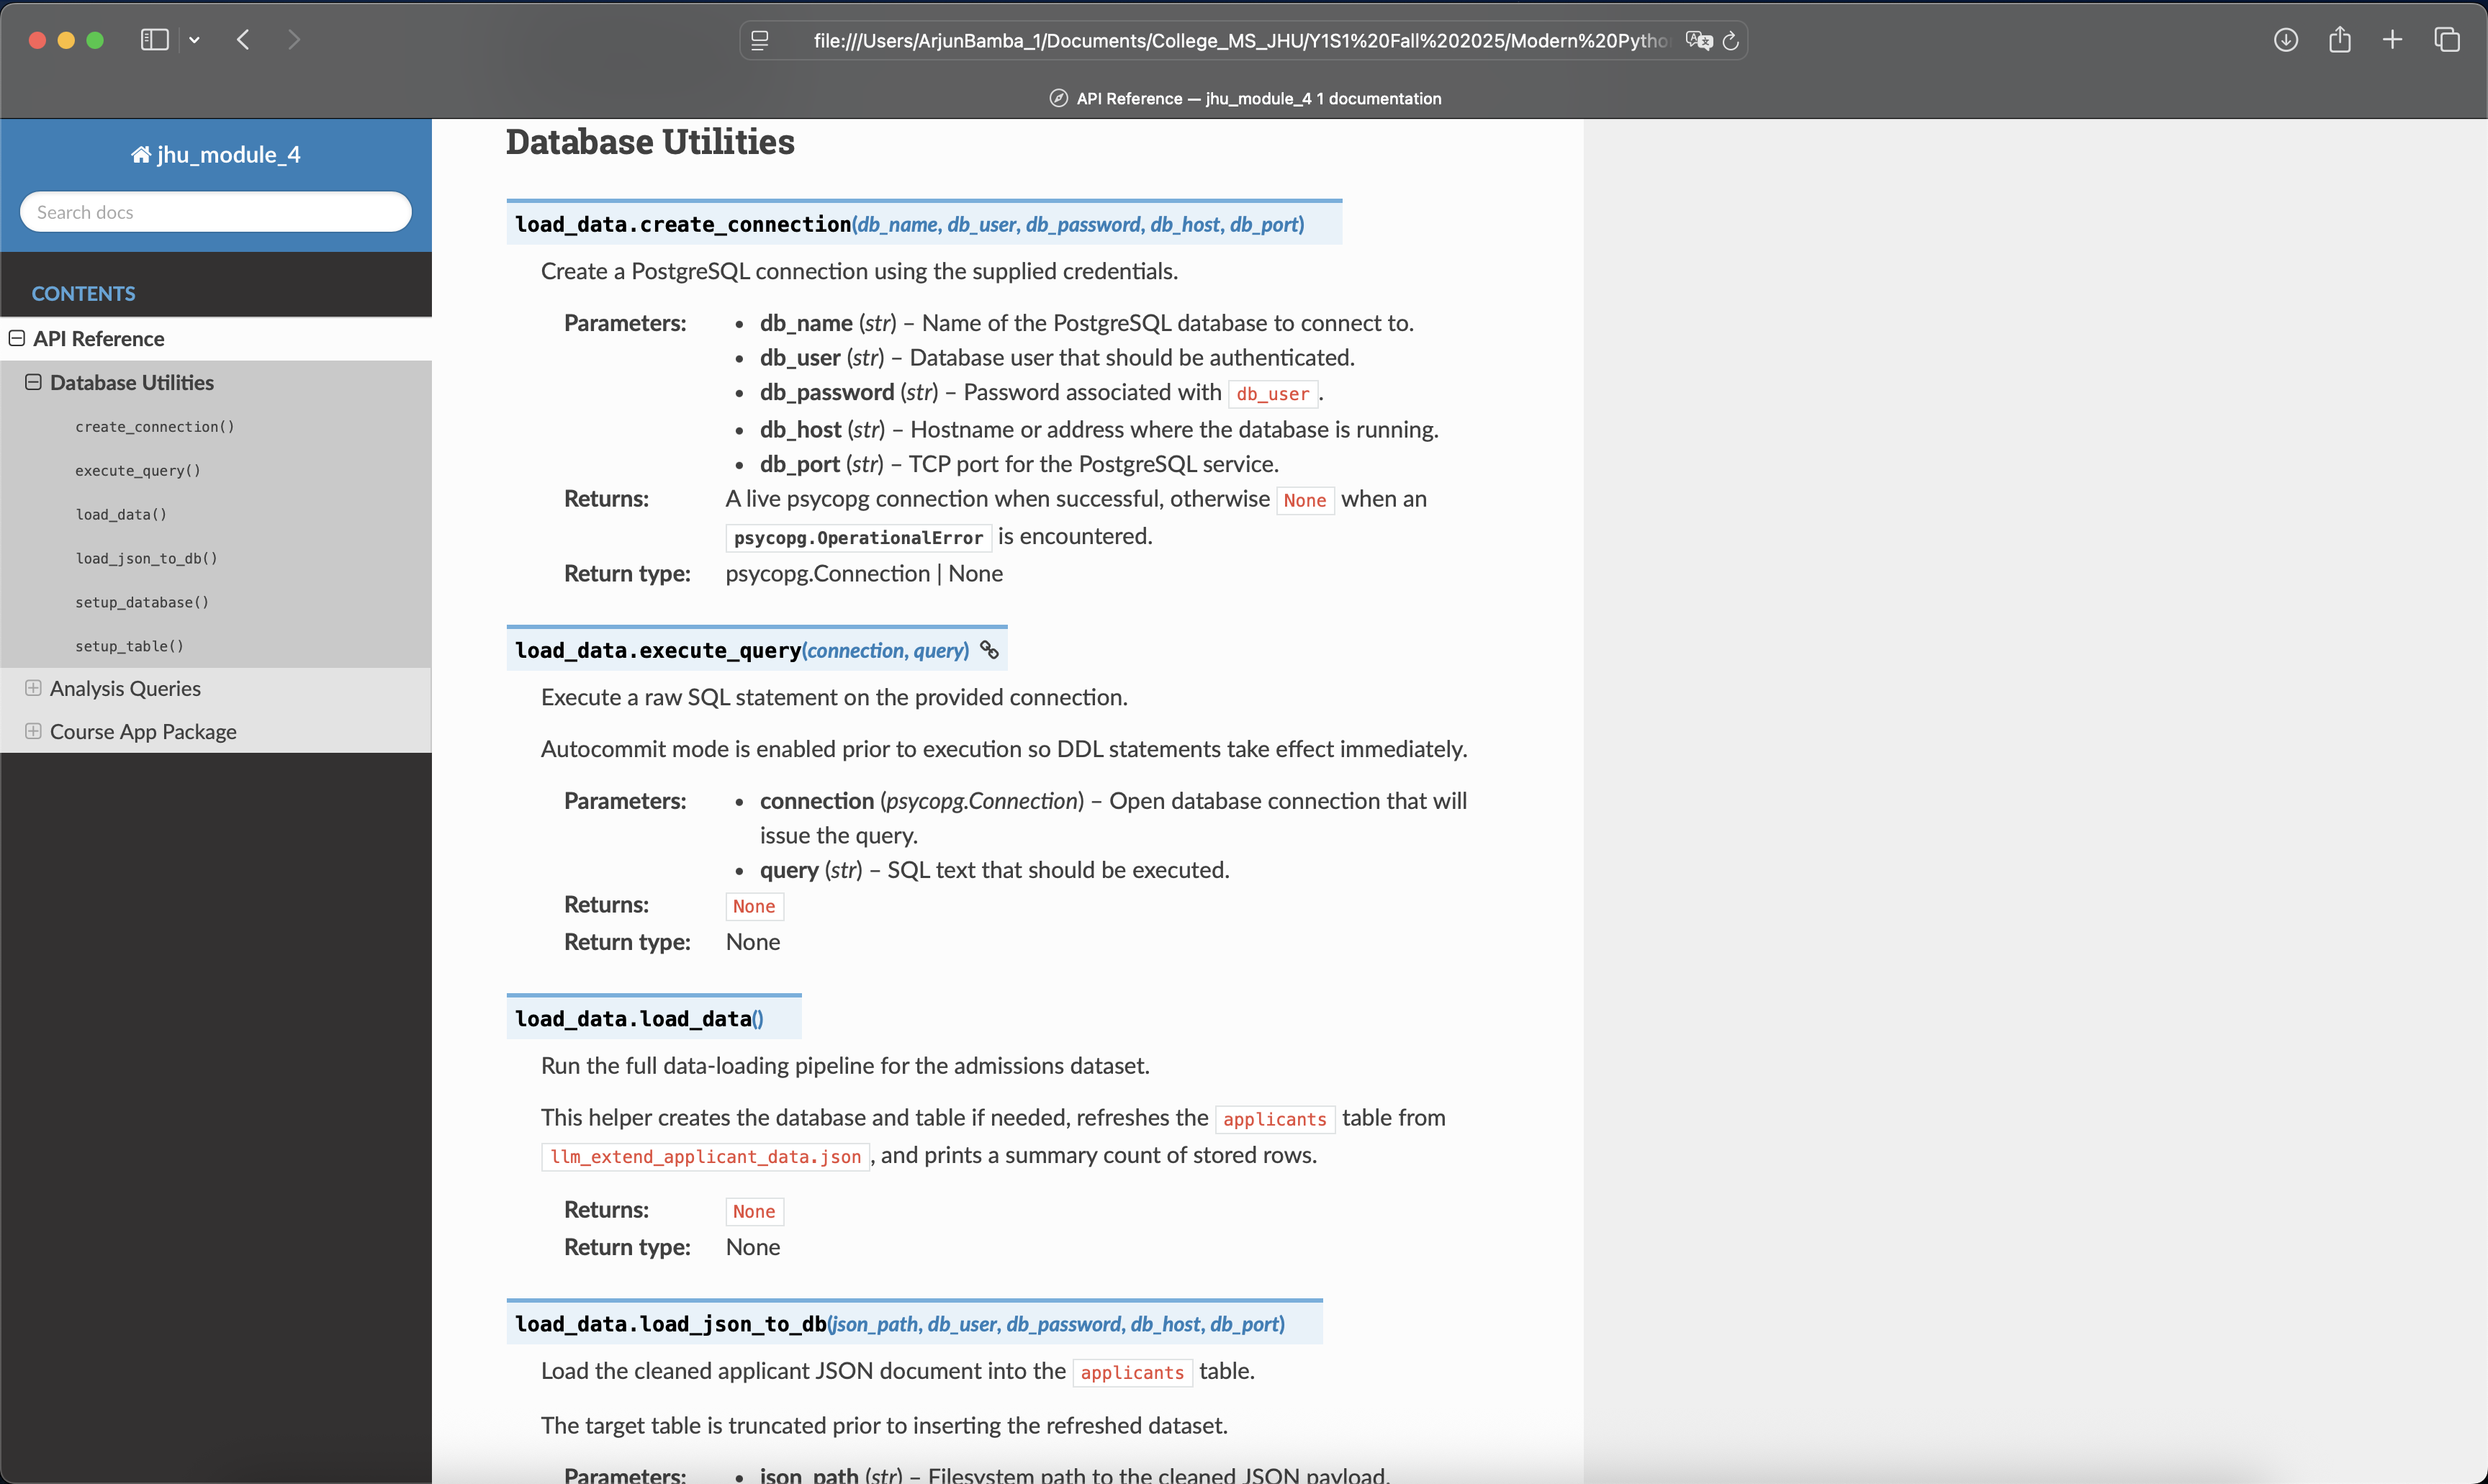 file:///Users/ArjunBamba_1/Documents/College_MS_JHU/Y1S1%20Fall%202025/Modern%20Pytho
API Reference — jhu_module_4 1 documentation
jhu_module_4
Search docs
CONTENTS
API Reference
Database Utilities
create_connection()
execute_query()
load_data()
load_json_to_db()
setup_database()
setup_table()
Analysis Queries
Course App Package
Database Utilities
load_data.create_connection(db_name, db_user, db_password, db_host, db_port)
Create a PostgreSQL connection using the supplied credentials.
Parameters:
• db_name (str) – Name of the PostgreSQL database to connect to.
• db_user (str) – Database user that should be authenticated.
• db_password (str) – Password associated with db_user.
• db_host (str) – Hostname or address where the database is running.
• db_port (str) – TCP port for the PostgreSQL service.
Returns: A live psycopg connection when successful, otherwise None when an
psycopg.OperationalError is encountered.
Return type: psycopg.Connection | None
load_data.execute_query(connection, query)
Execute a raw SQL statement on the provided connection.
Autocommit mode is enabled prior to execution so DDL statements take effect immediately.
Parameters:
• connection (psycopg.Connection) – Open database connection that will
issue the query.
• query (str) – SQL text that should be executed.
Returns: None
Return type: None
load_data.load_data()
Run the full data-loading pipeline for the admissions dataset.
This helper creates the database and table if needed, refreshes the applicants table from
llm_extend_applicant_data.json, and prints a summary count of stored rows.
Returns: None
Return type: None
load_data.load_json_to_db(json_path, db_user, db_password, db_host, db_port)
Load the cleaned applicant JSON document into the applicants table.
The target table is truncated prior to inserting the refreshed dataset.
Parameters: • json_path (str) – Filesystem path to the cleaned JSON payload.